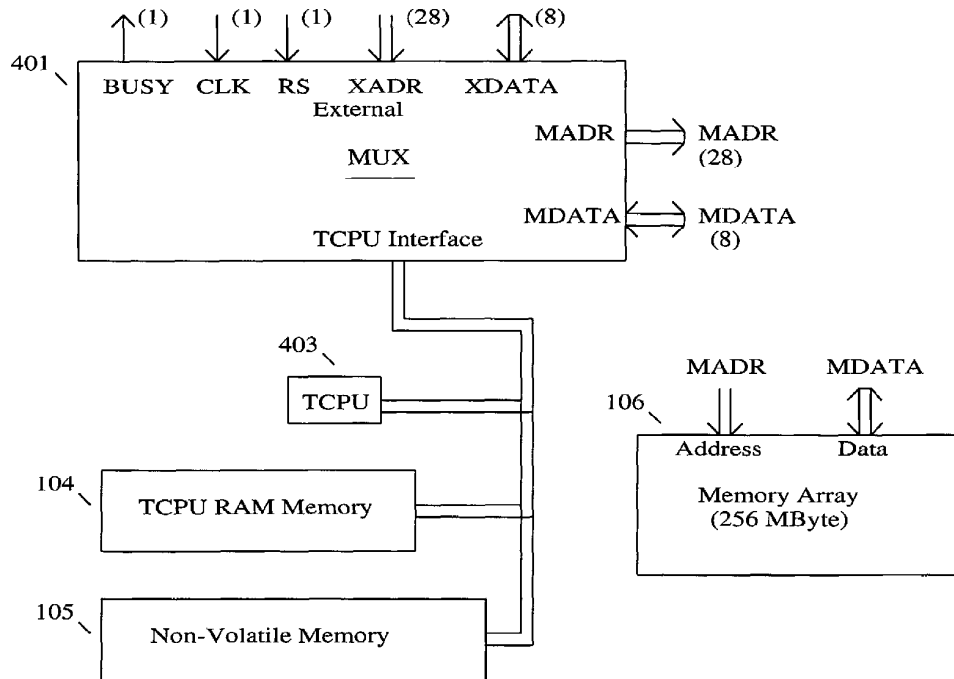 (1) (1) (1) (28) (8)
401
BUSY CLK RS XADR XDATA
External
MADR MADR
(28)
MUX
MDATA MDATA
(8)
TCPU Interface
403
TCPU
MADR MDATA
106
Address Data
104
TCPU RAM Memory
Memory Array
(256 MByte)
105
Non-Volatile Memory